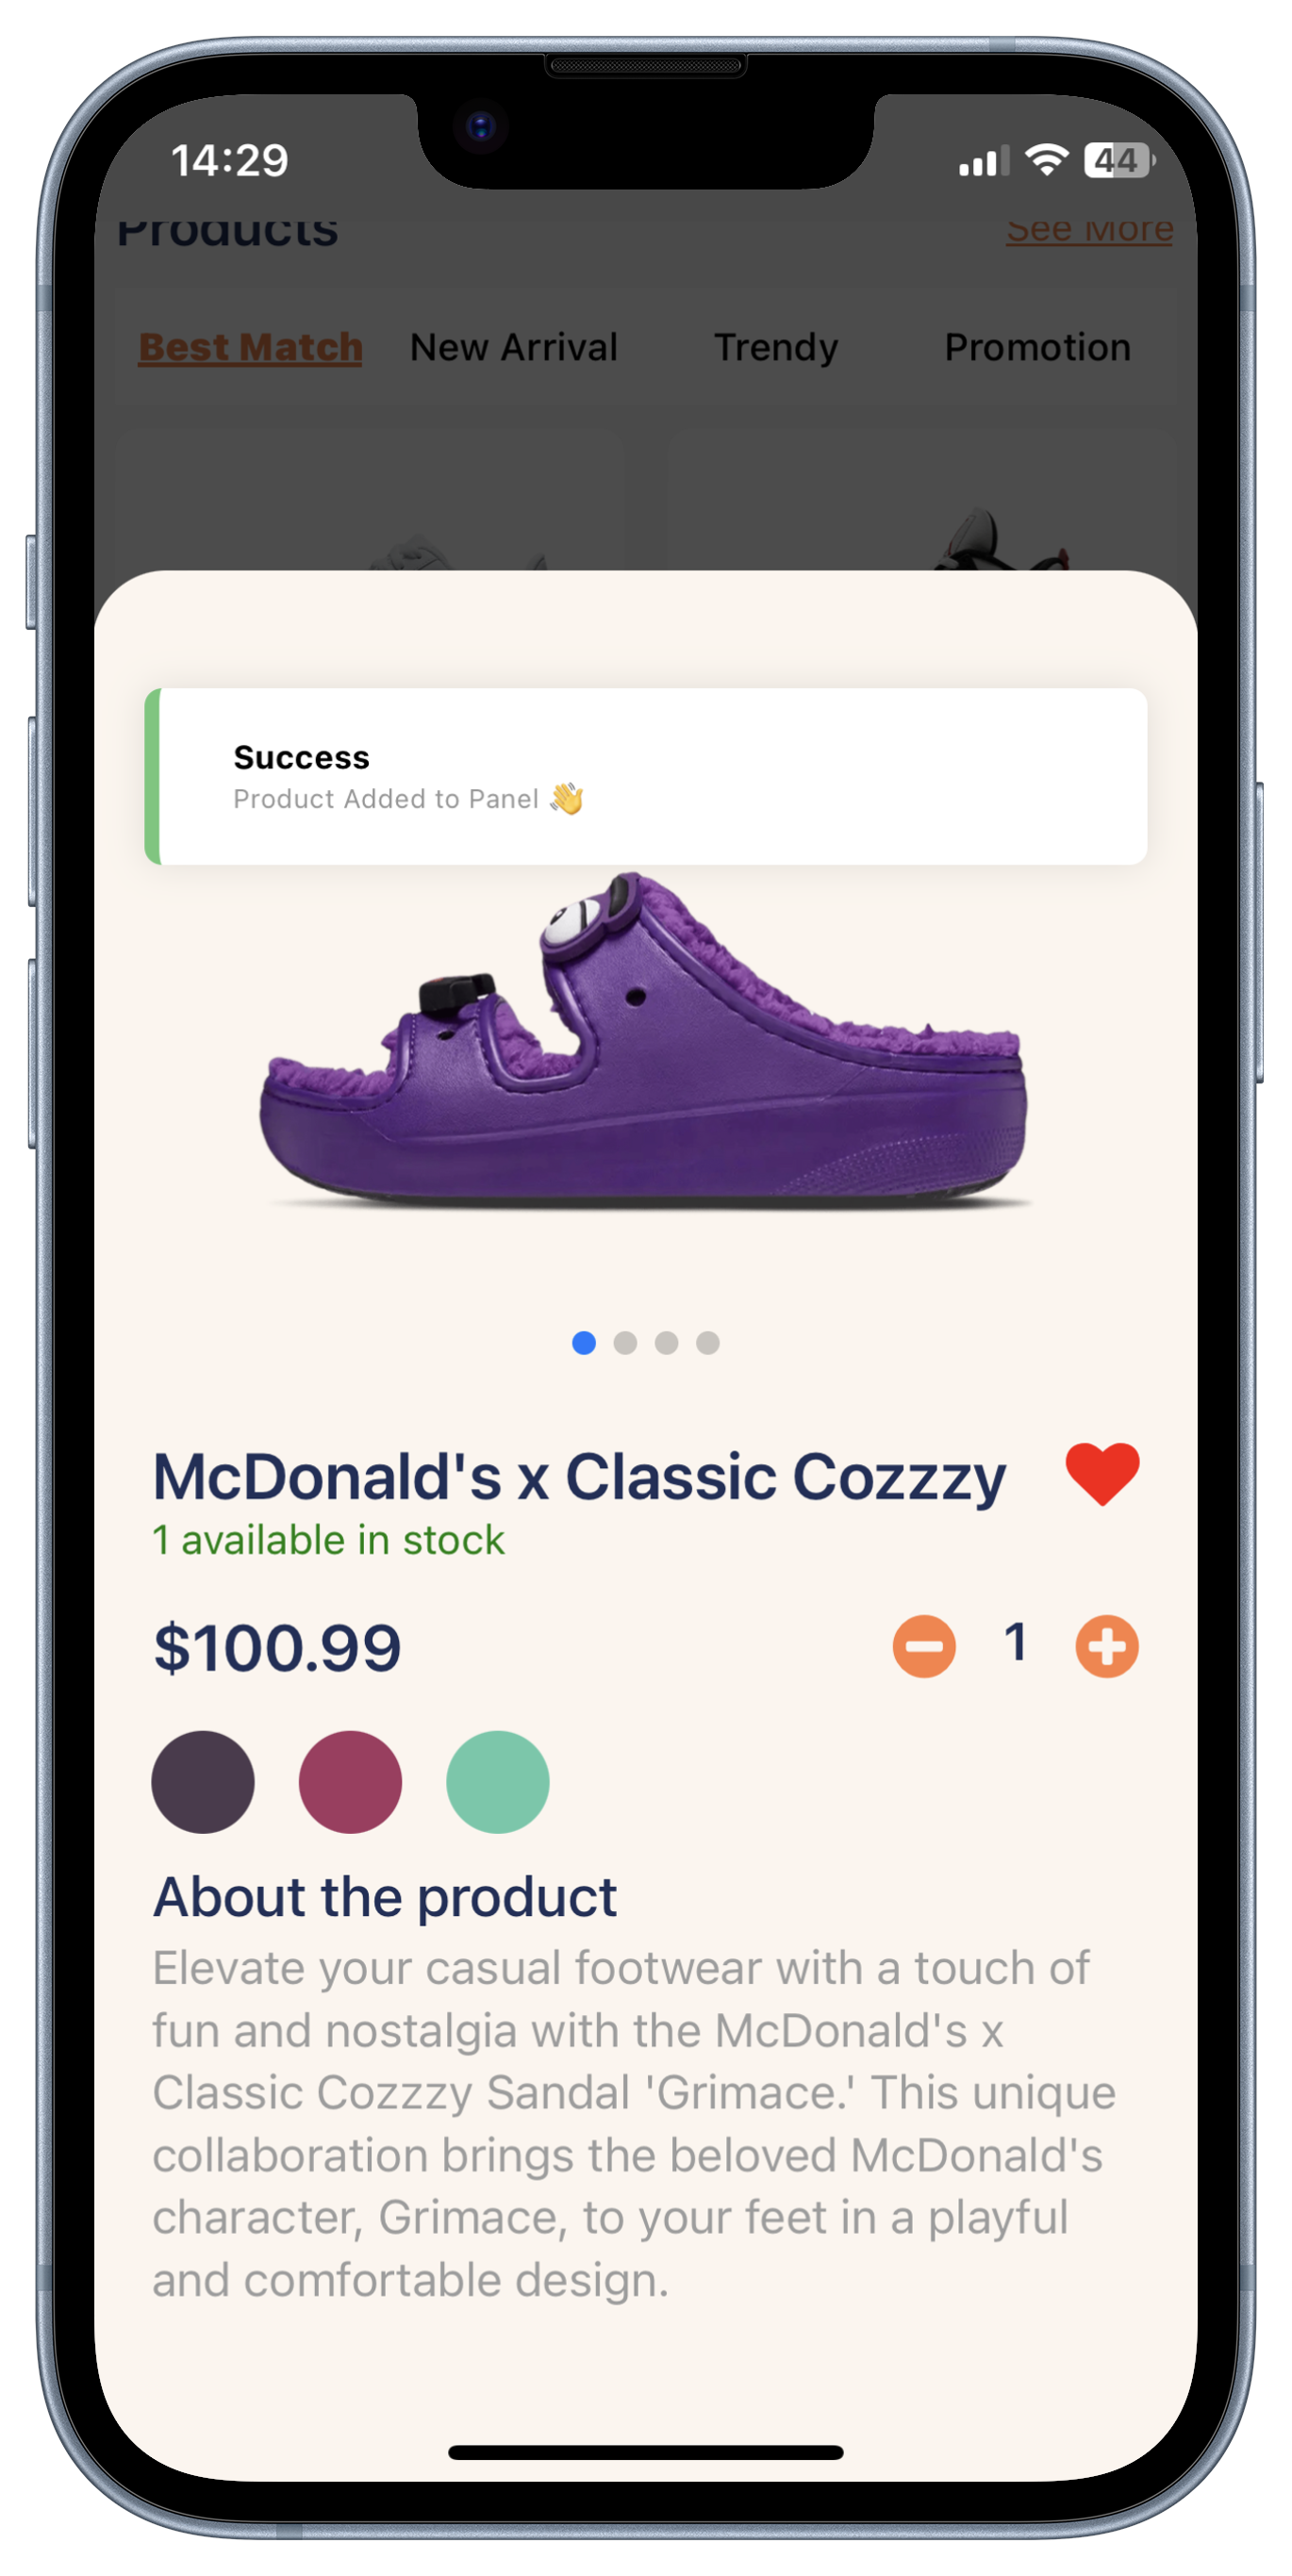 14:29
44
Products
See More
Best Match
New Arrival
Trendy
Promotion
Success
Product Added to Panel 👋
McDonald's x Classic Cozzzy
1 available in stock
$100.99
1
About the product
Elevate your casual footwear with a touch of
fun and nostalgia with the McDonald's x
Classic Cozzzy Sandal 'Grimace.' This unique
collaboration brings the beloved McDonald's
character, Grimace, to your feet in a playful
and comfortable design.